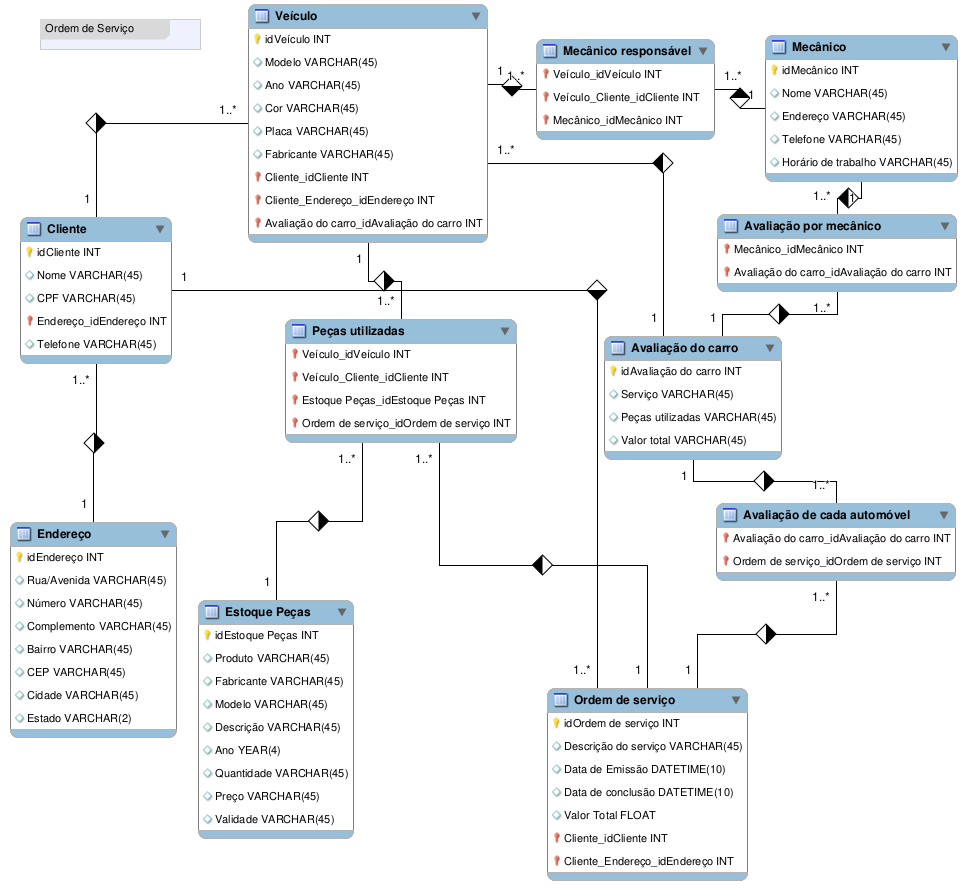 Ordem de Serviço
Veículo
idVeículo INT
Modelo VARCHAR(45)
Ano VARCHAR(45)
Cor VARCHAR(45)
Placa VARCHAR(45)
Fabricante VARCHAR(45)
Cliente_idCliente INT
Cliente_Endereço_idEndereço INT
Avaliação do carro_idAvaliação do carro INT
1
1..*
Mecânico responsável
Veículo_idVeículo INT
Veículo_Cliente_idCliente INT
Mecânico_idMecânico INT
1..*
1
Mecânico
idMecânico INT
Nome VARCHAR(45)
Endereço VARCHAR(45)
Telefone VARCHAR(45)
Horário de trabalho VARCHAR(45)
1..*
1
1..*
1
1..*
1
Avaliação por mecânico
Mecânico_idMecânico INT
Avaliação do carro_idAvaliação do carro INT
1..*
1
Cliente
idCliente INT
Nome VARCHAR(45)
CPF VARCHAR(45)
Endereço_idEndereço INT
Telefone VARCHAR(45)
1
1..*
1
1..*
Peças utilizadas
Veículo_idVeículo INT
Veículo_Cliente_idCliente INT
Estoque Peças_idEstoque Peças INT
Ordem de serviço_idOrdem de serviço INT
1..*
1..*
Avaliação do carro
idAvaliação do carro INT
Serviço VARCHAR(45)
Peças utilizadas VARCHAR(45)
Valor total VARCHAR(45)
1
1..*
Avaliação de cada automóvel
Avaliação do carro_idAvaliação do carro INT
Ordem de serviço_idOrdem de serviço INT
1..*
1
Endereço
idEndereço INT
Rua/Avenida VARCHAR(45)
Número VARCHAR(45)
Complemento VARCHAR(45)
Bairro VARCHAR(45)
CEP VARCHAR(45)
Cidade VARCHAR(45)
Estado VARCHAR(2)
1
Estoque Peças
idEstoque Peças INT
Produto VARCHAR(45)
Fabricante VARCHAR(45)
Modelo VARCHAR(45)
Descrição VARCHAR(45)
Ano YEAR(4)
Quantidade VARCHAR(45)
Preço VARCHAR(45)
Validade VARCHAR(45)
1..*
1
1
Ordem de serviço
idOrdem de serviço INT
Descrição do serviço VARCHAR(45)
Data de Emissão DATETIME(10)
Data de conclusão DATETIME(10)
Valor Total FLOAT
Cliente_idCliente INT
Cliente_Endereço_idEndereço INT